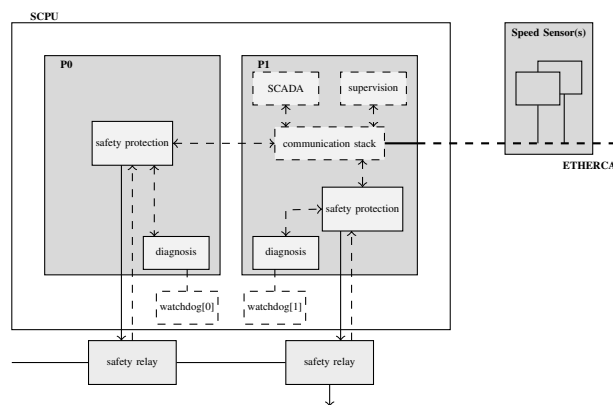 SCPU
Speed Sensor(s)
P0
P1
SCADA
supervision
safety protection
communication stack
ETHERCA
safety protection
diagnosis
diagnosis
watchdog[0]
watchdog[1]
safety relay
safety relay